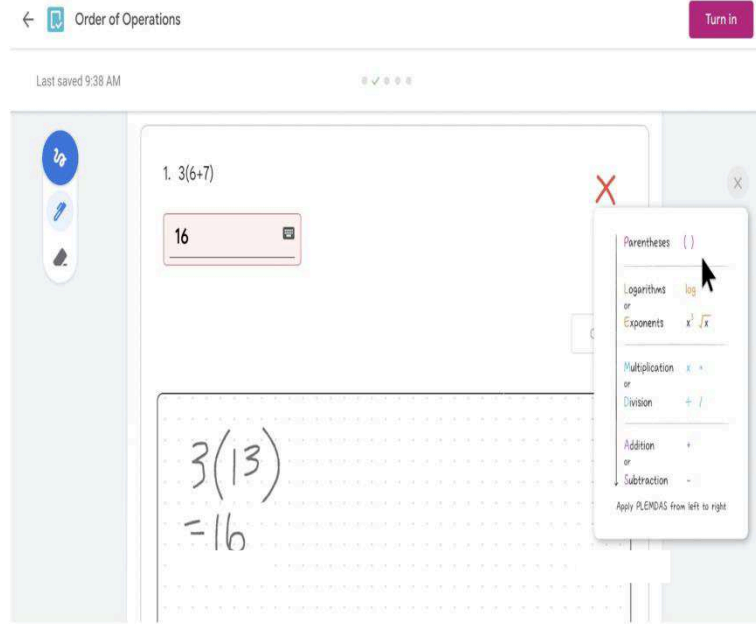 Order of Operations
Turn in
Last saved 9:38 AM
1. 3(6+7)
16
3(13)
=16
Parentheses ( )
Logarithms log
or
Exponents x³ √x
Multiplication x •
or
Division ÷ /
Addition +
or
Subtraction -
Apply PLEMDAS from left to right